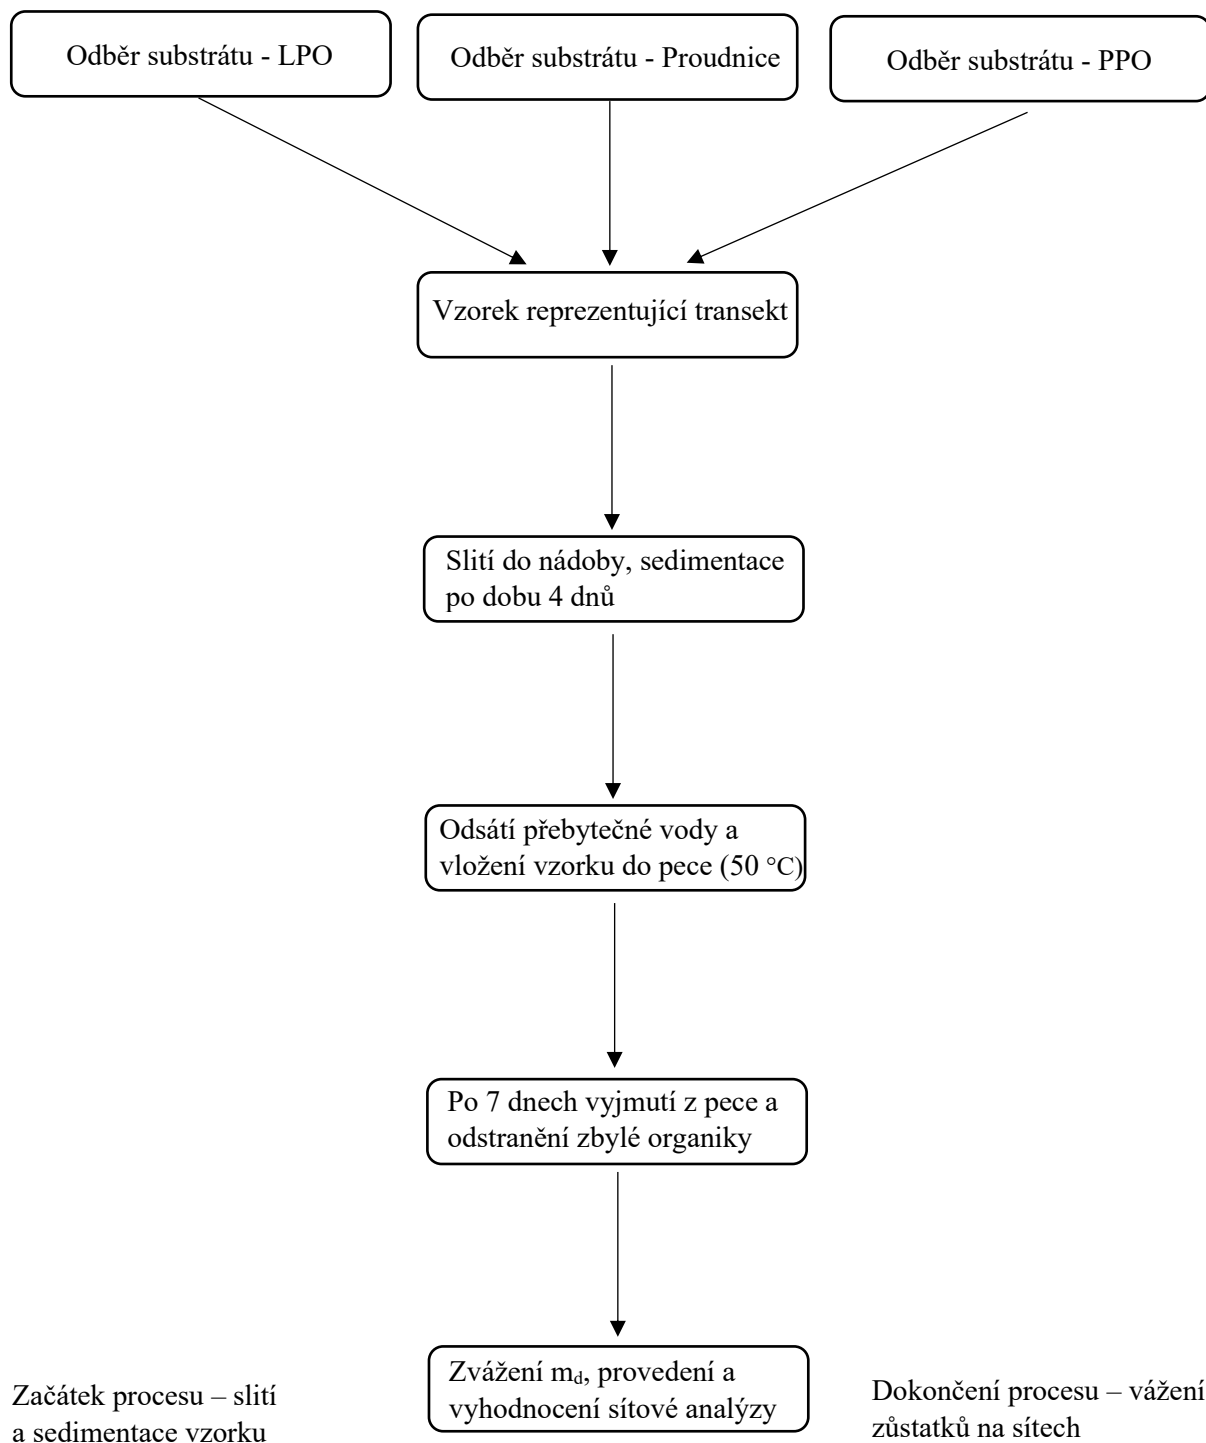 Odběr substrátu - LPO
Odběr substrátu - Proudnice
Odběr substrátu - PPO
Vzorek reprezentující transekt
Slití do nádoby, sedimentace
po dobu 4 dnů
Odsátí přebytečné vody a
vložení vzorku do pece (50 °C)
Po 7 dnech vyjmutí z pece a
odstranění zbylé organiky
Zvážení md, provedení a
vyhodnocení sítové analýzy
Začátek procesu – slití
a sedimentace vzorku
Dokončení procesu – vážení
zůstatků na sítech